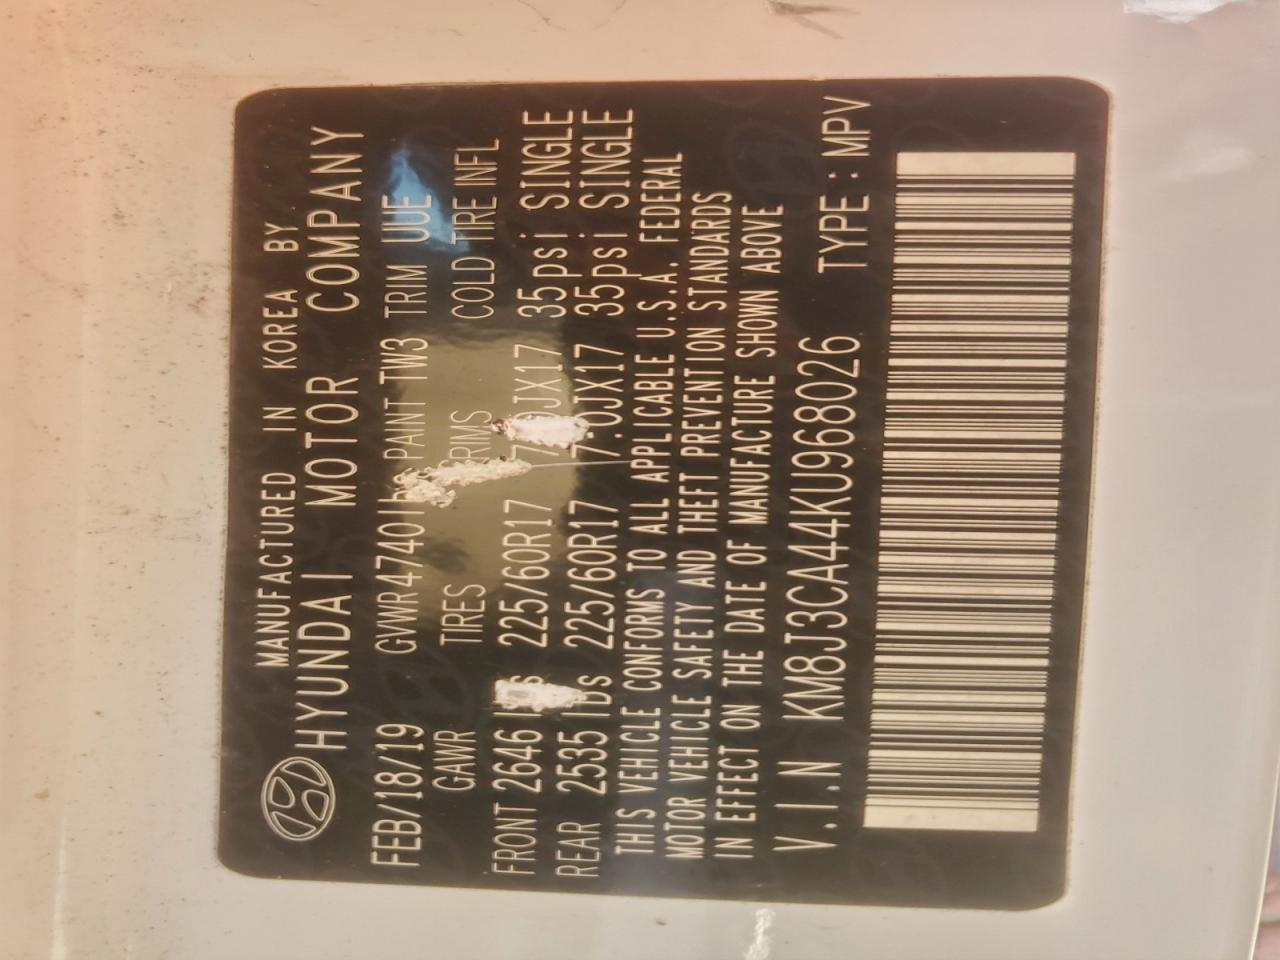 MANUFACTURED IN KOREA BY
HYUNDAI MOTOR COMPANY
FEB/18/19 GVWR4740lbs PAINT TW3 TRIM UUE
GAWR TIRES RIMS COLD TIRE INFL
FRONT 2646 lbs 225/60R17 7.0JX17 35psi SINGLE
REAR 2535 lbs 225/60R17 7.0JX17 35psi SINGLE
THIS VEHICLE CONFORMS TO ALL APPLICABLE U.S.A. FEDERAL
MOTOR VEHICLE SAFETY AND THEFT PREVENTION STANDARDS
IN EFFECT ON THE DATE OF MANUFACTURE SHOWN ABOVE
V.I.N KM8J3CA44KU968026 TYPE : MPV